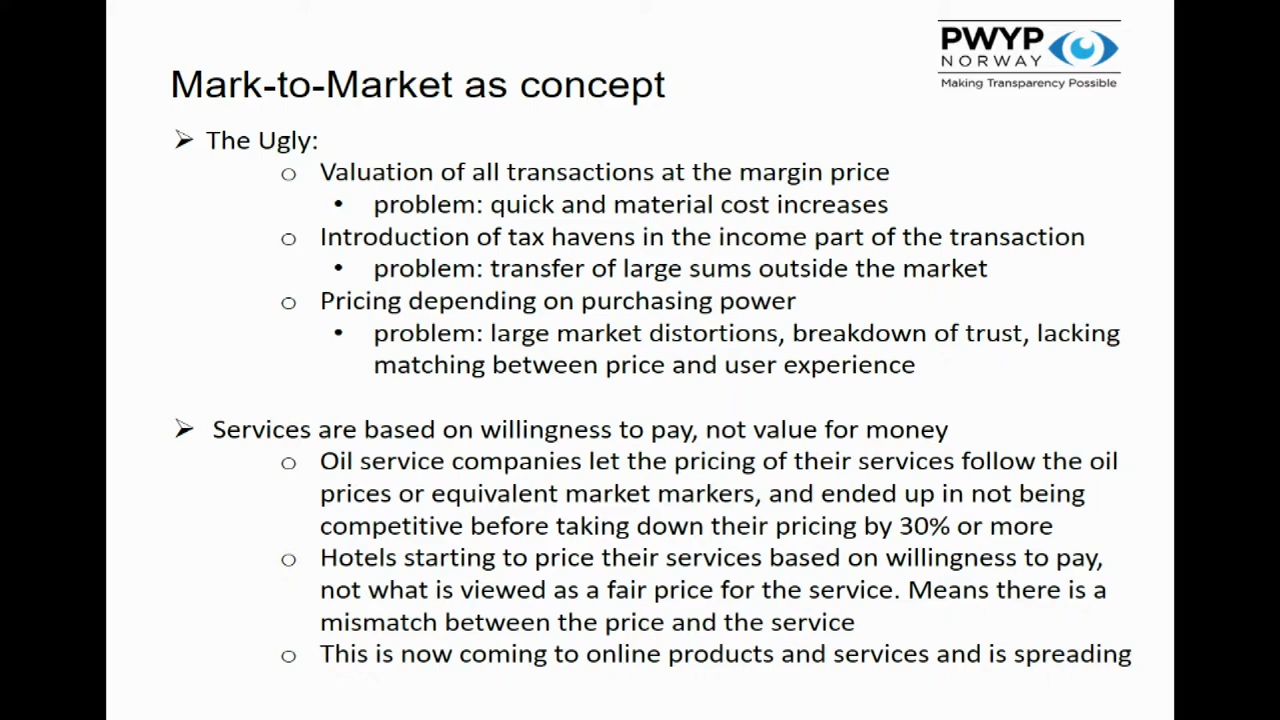 PWYP
NORWAY
Making Transparency Possible
Mark-to-Market as concept
➢ The Ugly:
o Valuation of all transactions at the margin price
• problem: quick and material cost increases
o Introduction of tax havens in the income part of the transaction
• problem: transfer of large sums outside the market
o Pricing depending on purchasing power
• problem: large market distortions, breakdown of trust, lacking
matching between price and user experience
➢ Services are based on willingness to pay, not value for money
o Oil service companies let the pricing of their services follow the oil
prices or equivalent market markers, and ended up in not being
competitive before taking down their pricing by 30% or more
o Hotels starting to price their services based on willingness to pay,
not what is viewed as a fair price for the service. Means there is a
mismatch between the price and the service
o This is now coming to online products and services and is spreading